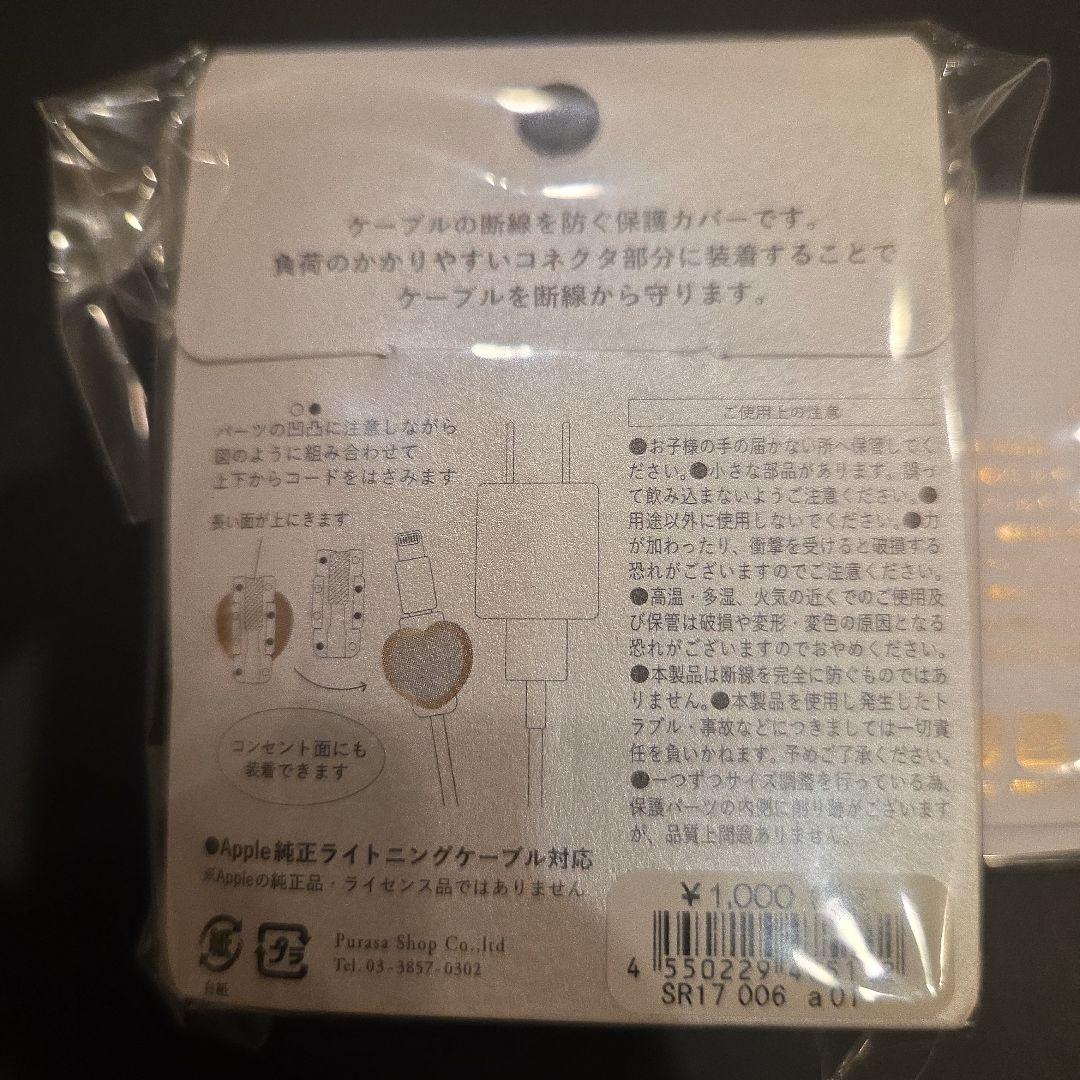 ケーブルの断線を防ぐ保護カバーです。
負荷のかかりやすいコネクタ部分に装着することで
ケーブルを断線から守ります。
○●
パーツの凹凸に注意しながら
図のように組み合わせて
上下からコードをはさみます
長い面が上にきます
コンセント面にも
装着できます
ご使用上の注意
●お子様の手の届かない所へ保管してく
ださい。●小さな部品があります。誤っ
て飲み込まないようご注意ください。●
用途以外に使用しないでください。●力
が加わったり、衝撃を受けると破損する
恐れがございますのでご注意ください。
●高温・多湿、火気の近くでのご使用及
び保管は破損や変形・変色の原因となる
恐れがございますのでおやめください。
●本製品は断線を完全に防ぐものではあ
りません。●本製品を使用し発生したト
ラブル・事故などにつきましては一切責
任を負いかねます。予めご了承ください。
●一つずつサイズ調整を行っている為、
保護パーツの内側に削り跡がございます
が、品質上問題ありません。
●Apple純正ライトニングケーブル対応
※Appleの純正品・ライセンス品ではありません
紙
台紙
プラ
Purasa Shop Co.,ltd
Tel. 03-3857-0302
¥1,000
4 550229
SR17 006 a01